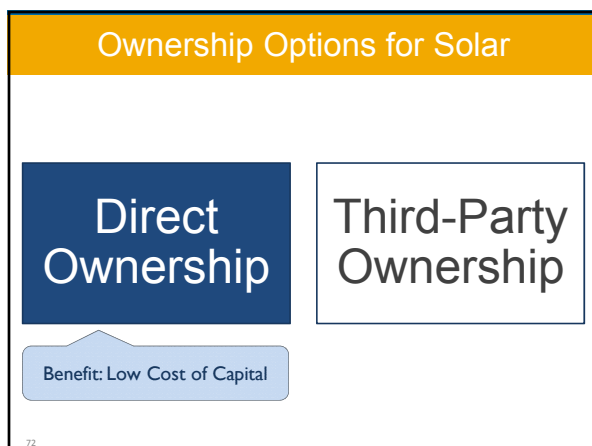 Ownership Options for Solar
Direct
Ownership
Third-Party
Ownership
Benefit: Low Cost of Capital
72